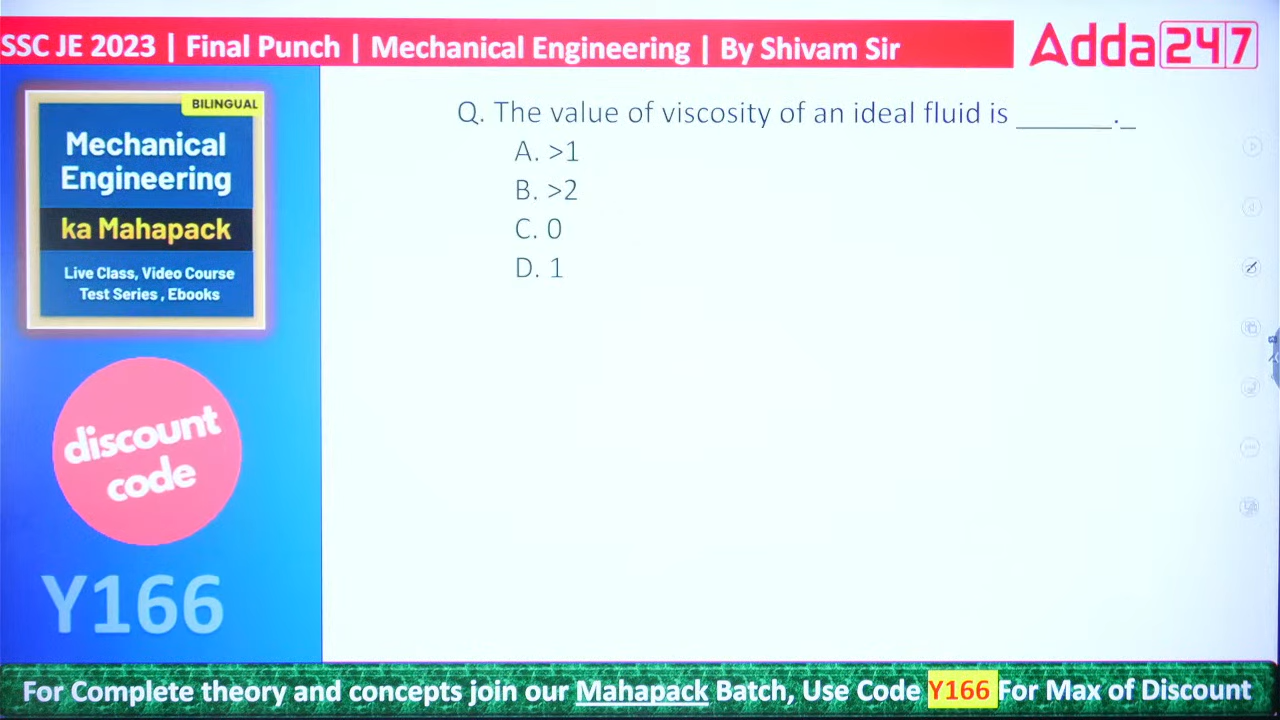 SSC JE 2023 | Final Punch | Mechanical Engineering | By Shivam Sir
Adda247
BILINGUAL
Mechanical
Engineering
ka Mahapack
Live Class, Video Course
Test Series , Ebooks
discount
code
Y166
Q. The value of viscosity of an ideal fluid is _______._
A. >1
B. >2
C. 0
D. 1
For Complete theory and concepts join our Mahapack Batch, Use Code Y166 For Max of Discount